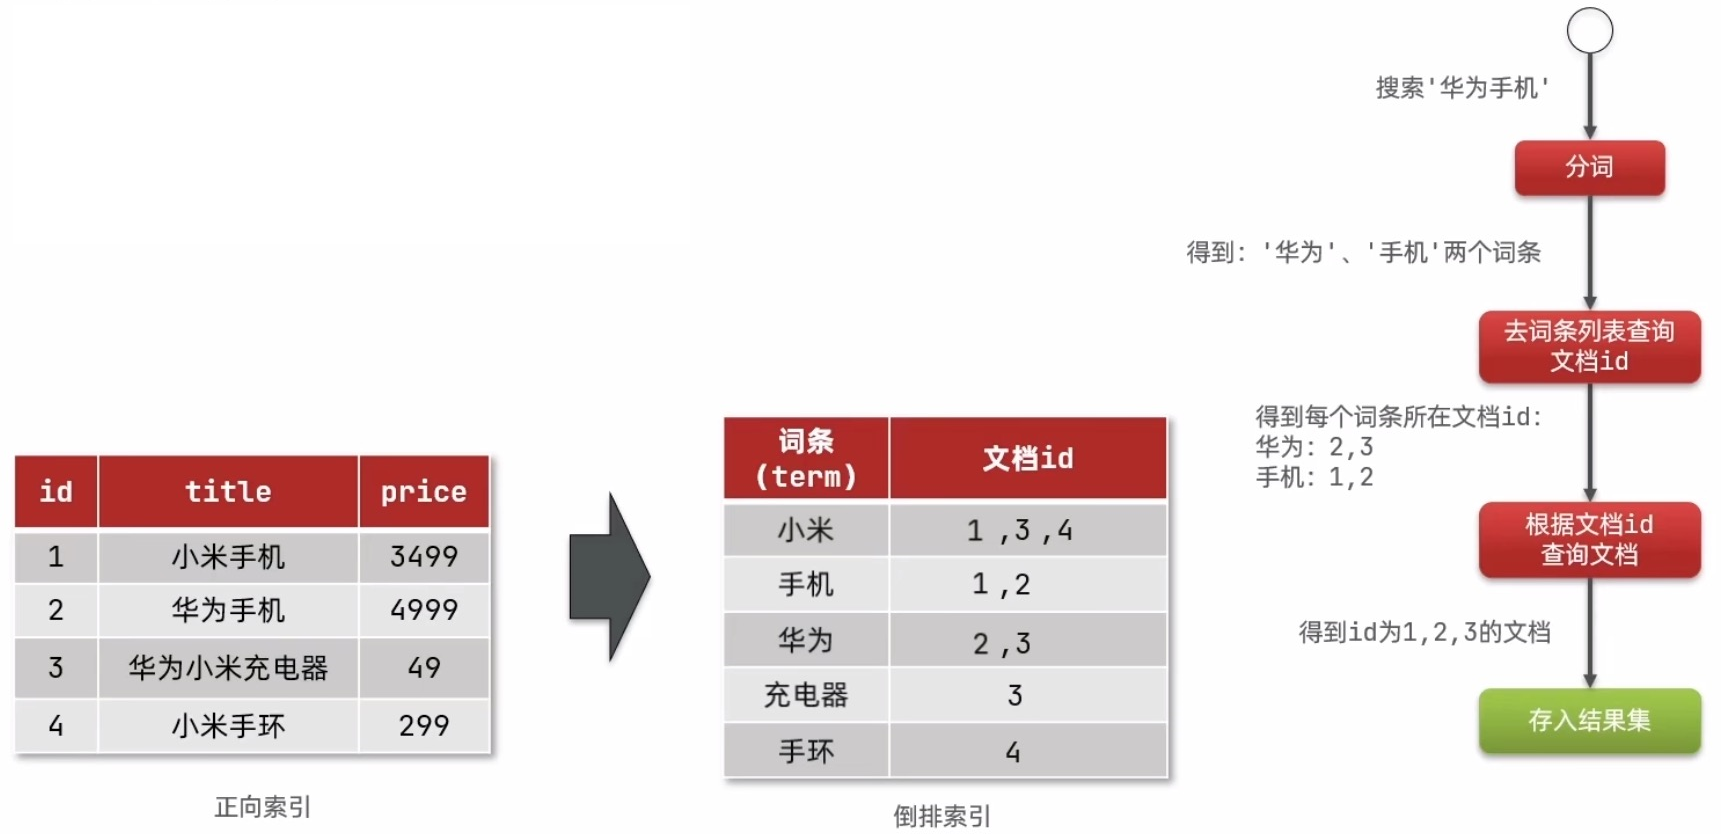 id title price
1 小米手机 3499
2 华为手机 4999
3 华为小米充电器 49
4 小米手环 299
正向索引
词条
(term)
文档id
小米 1 ,3 ,4
手机 1 ,2
华为 2 ,3
充电器 3
手环 4
倒排索引
搜索'华为手机'
分词
得到: '华为'、'手机'两个词条
去词条列表查询
文档id
得到每个词条所在文档id:
华为: 2,3
手机: 1,2
根据文档id
查询文档
得到id为1,2,3的文档
存入结果集